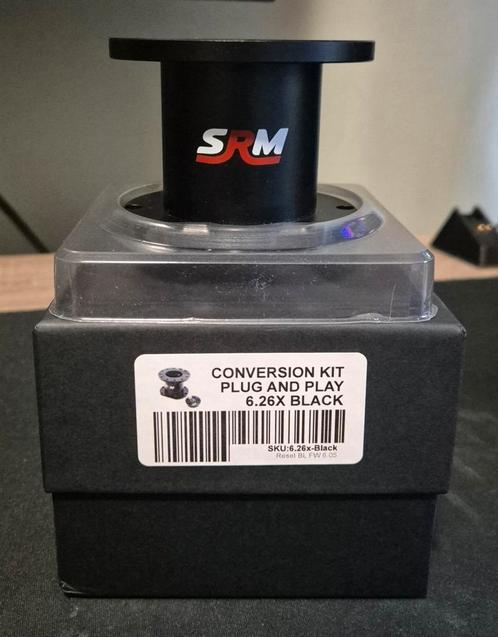 SRM
CONVERSION KIT
PLUG AND PLAY
6.26X BLACK
SKU:6.26x-Black
Reset BL FW 6.05